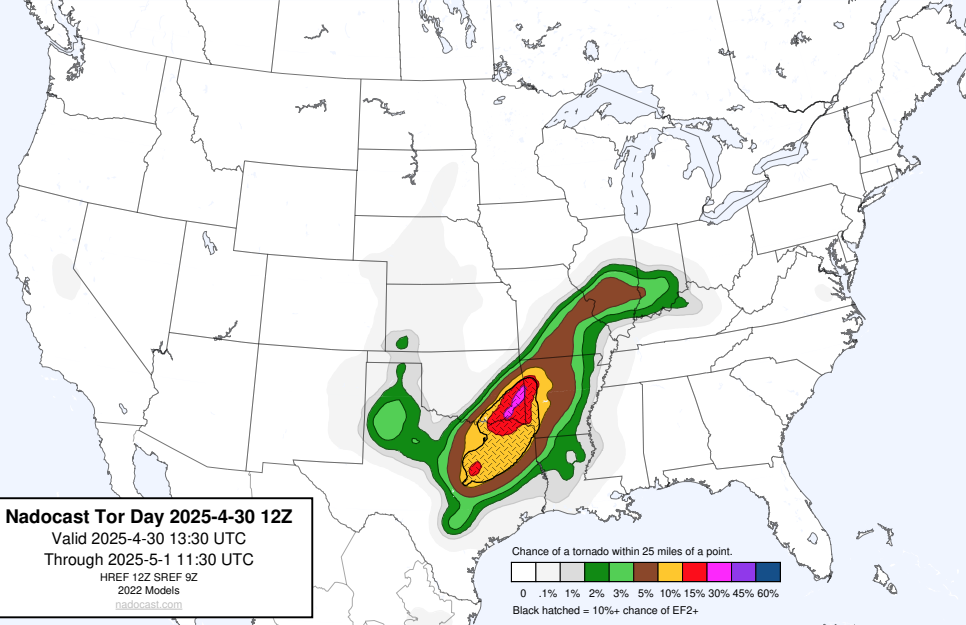 Nadocast Tor Day 2025-4-30 12Z
Valid 2025-4-30 13:30 UTC
Through 2025-5-1 11:30 UTC
HREF 12Z SREF 9Z
2022 Models
nadocast.com
Chance of a tornado within 25 miles of a point.
0 .1% 1% 2% 3% 5% 10% 15% 30% 45% 60%
Black hatched = 10%+ chance of EF2+